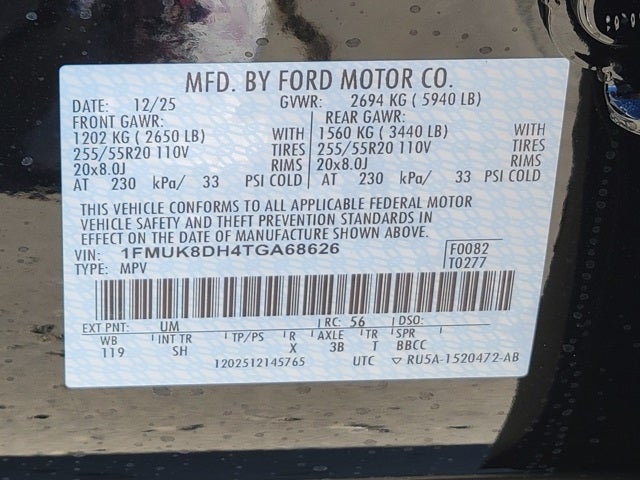 MFD. BY FORD MOTOR CO.
DATE: 12/25 GVWR: 2694 KG ( 5940 LB)
FRONT GAWR: REAR GAWR:
1202 KG ( 2650 LB) WITH 1560 KG ( 3440 LB) WITH
255/55R20 110V TIRES 255/55R20 110V TIRES
20x8.0J RIMS 20x8.0J RIMS
AT 230 kPa/ 33 PSI COLD AT 230 kPa/ 33 PSI COLD
THIS VEHICLE CONFORMS TO ALL APPLICABLE FEDERAL MOTOR
VEHICLE SAFETY AND THEFT PREVENTION STANDARDS IN
EFFECT ON THE DATE OF MANUFACTURE SHOWN ABOVE.
VIN: 1FMUK8DH4TGA68626 F0082
TYPE: MPV T0277
EXT PNT: UM RC: 56 DSO:
WB INT TR TP/PS R AXLE TR SPR
119 SH X 3B T BBCC
1202512145765 UTC ▽ RU5A-1520472-AB